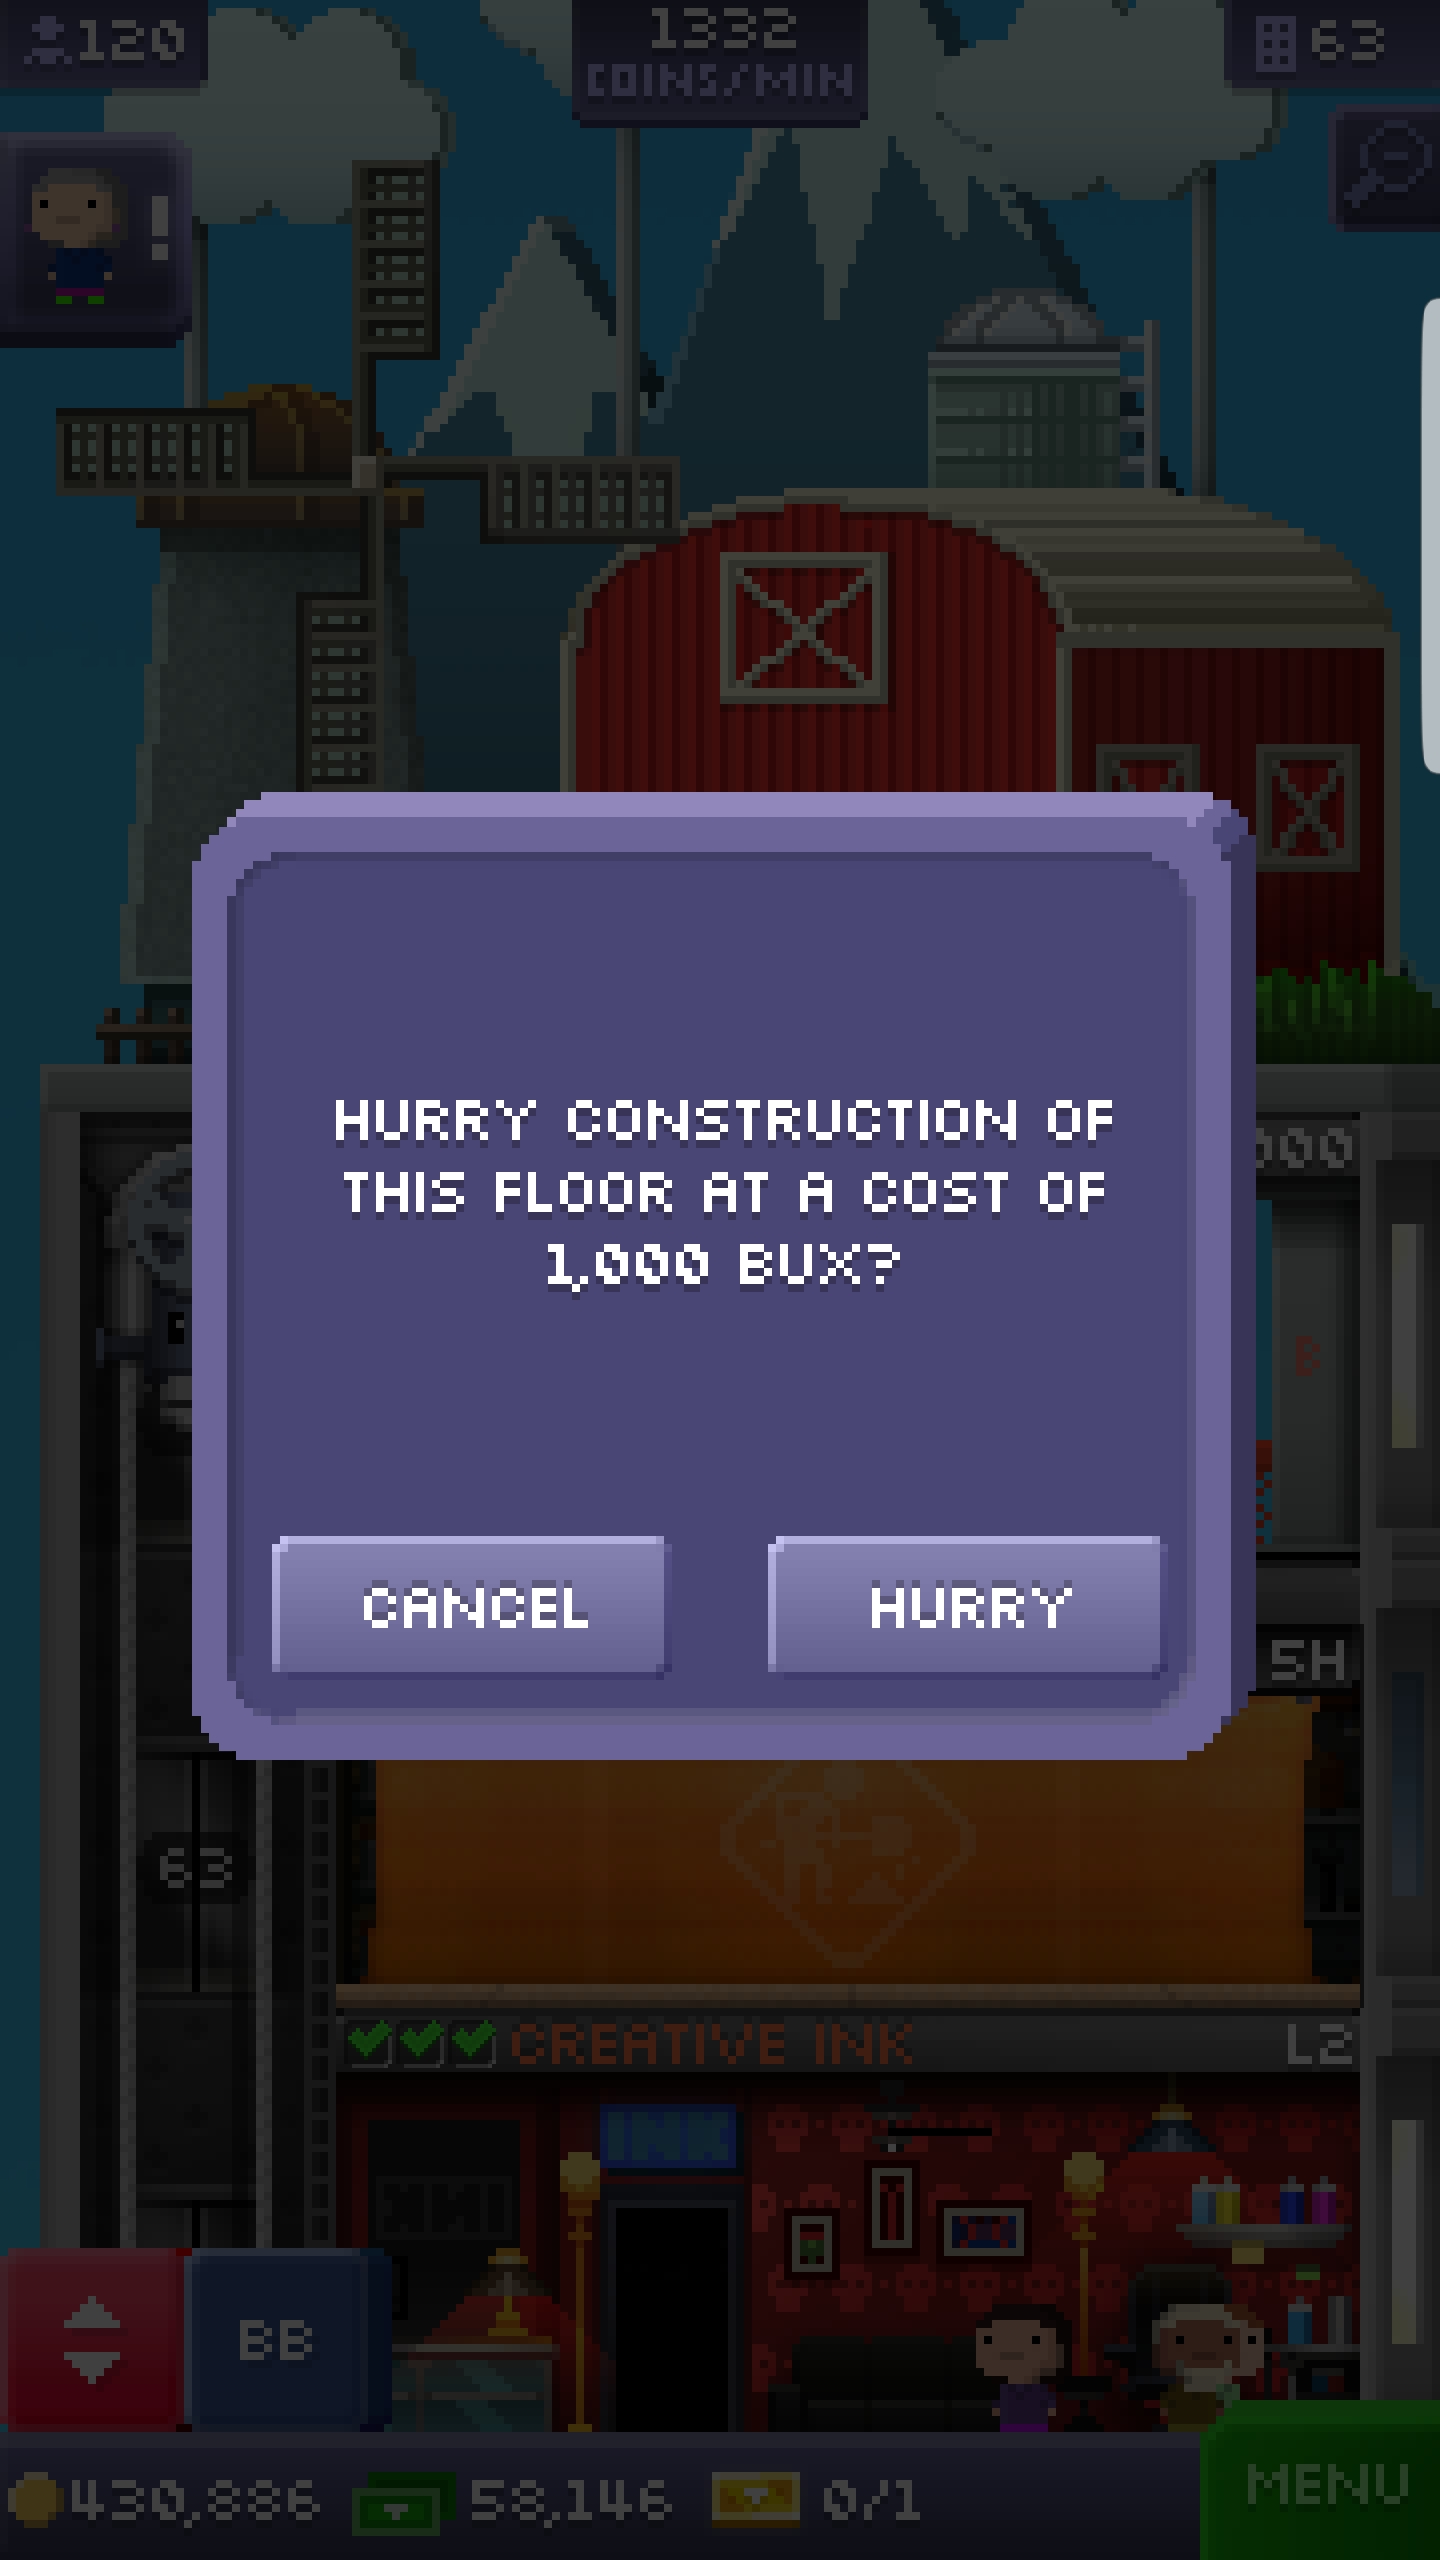 120
1332
COINS/MIN
63
!
HURRY CONSTRUCTION OF
THIS FLOOR AT A COST OF
1,000 BUX?
CANCEL
HURRY
000
B
5H
63
CREATIVE INK
L2
INK
BB
430,886
58,146
0/1
MENU